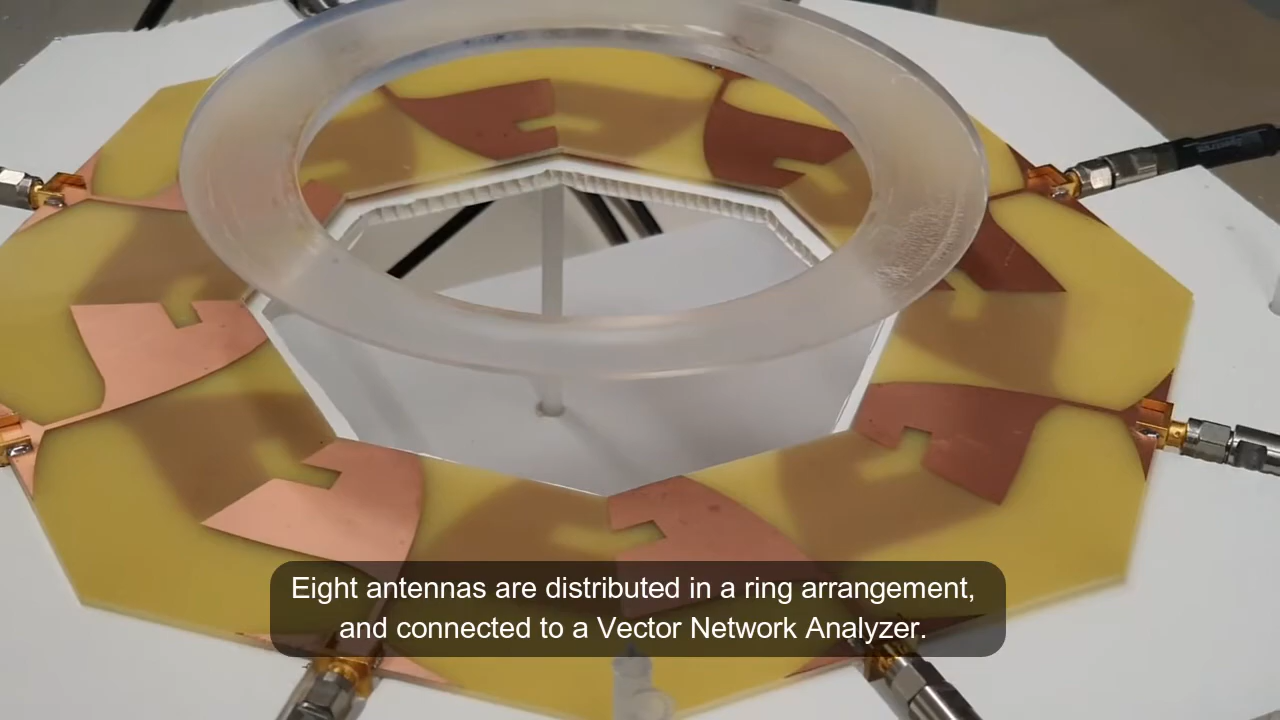 Eight antennas are distributed in a ring arrangement,
and connected to a Vector Network Analyzer.